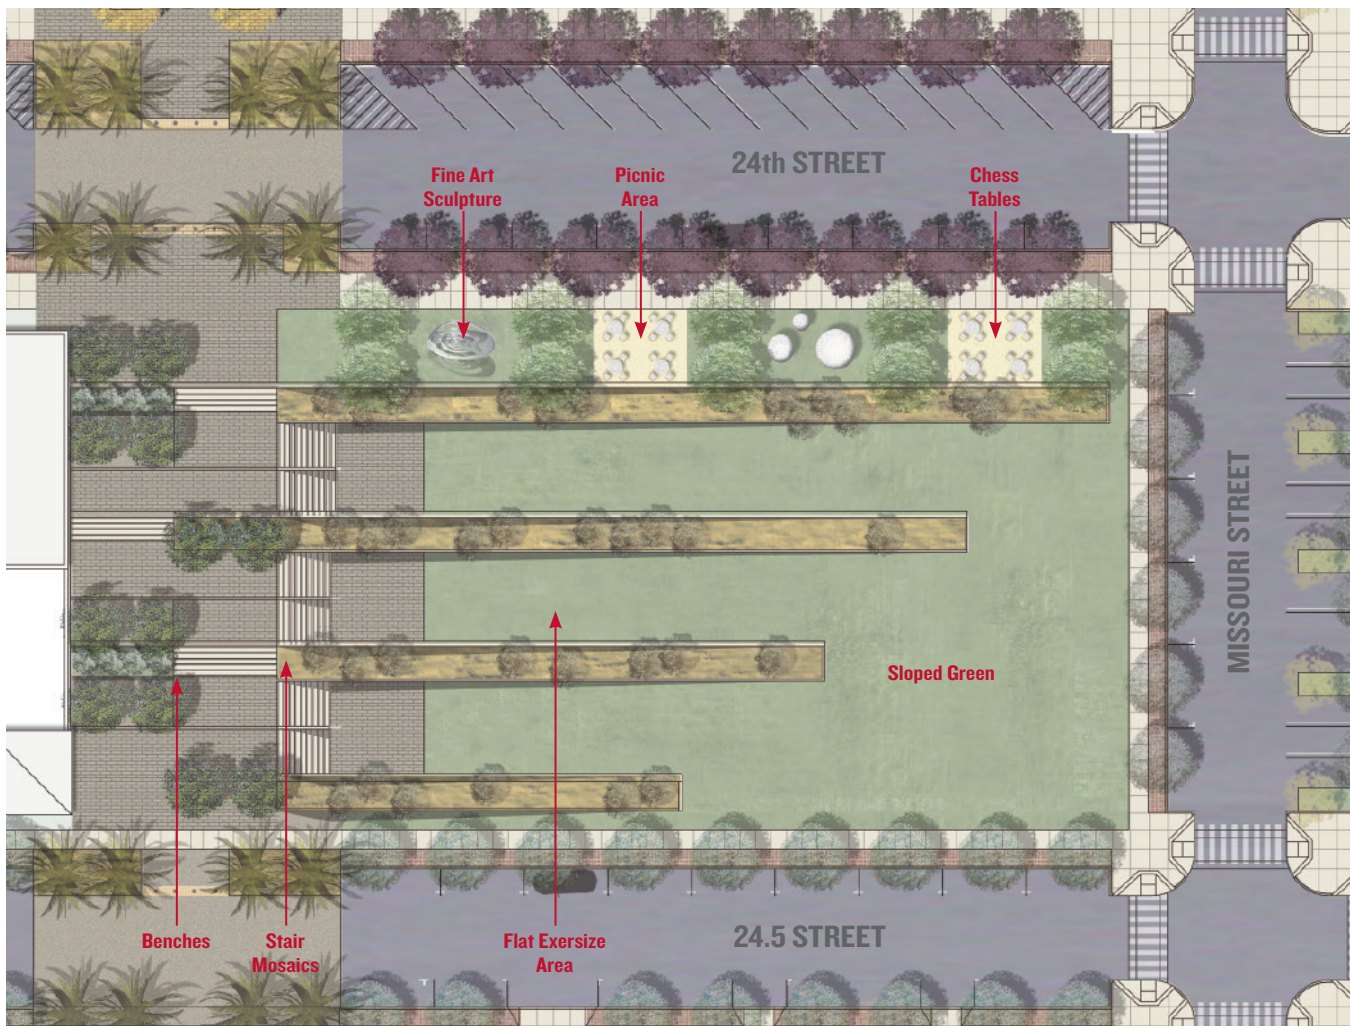 24th STREET
Fine Art
Sculpture
Picnic
Area
Chess
Tables
MISSOURI STREET
Sloped Green
Benches
Stair
Mosaics
Flat Exersize
Area
24.5 STREET